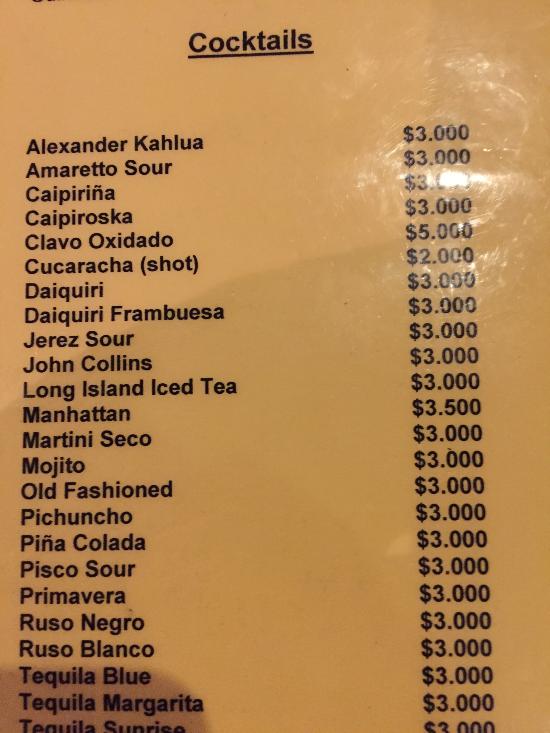 Cocktails
Alexander Kahlua $3.000
Amaretto Sour $3.000
Caipiriña
Caipiroska $3.000
Clavo Oxidado $5.000
Cucaracha (shot) $2.000
Daiquiri $3.000
Daiquiri Frambuesa $3.000
Jerez Sour $3.000
John Collins $3.000
Long Island Iced Tea $3.000
Manhattan $3.500
Martini Seco $3.000
Mojito $3.000
Old Fashioned $3.000
Pichuncho $3.000
Piña Colada $3.000
Pisco Sour $3.000
Primavera $3.000
Ruso Negro $3.000
Ruso Blanco $3.000
Tequila Blue $3.000
Tequila Margarita $3.000
Tequila Sunrise $3.000